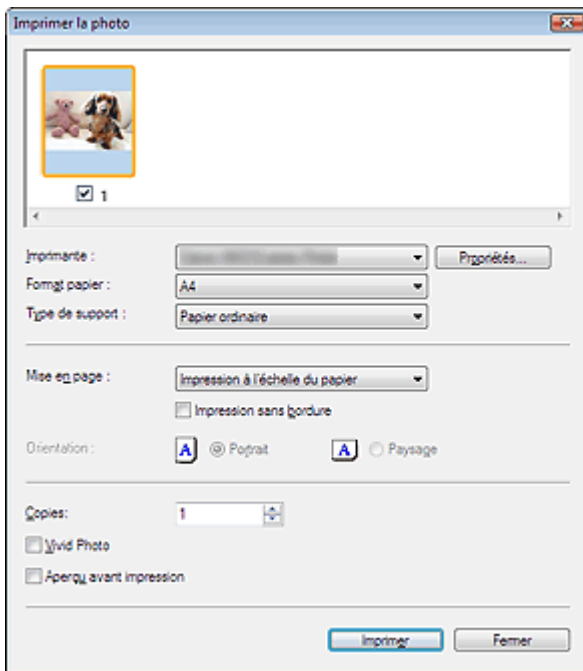 Imprimer la photo
1
Imprimante : Propriétés...
Format papier : A4
Type de support : Papier ordinaire
Mise en page : Impression à l'échelle du papier
Impression sans bordure
Orientation : A Portrait A Paysage
Copies: 1
Vivid Photo
Aperçu avant impression
Imprimer Fermer